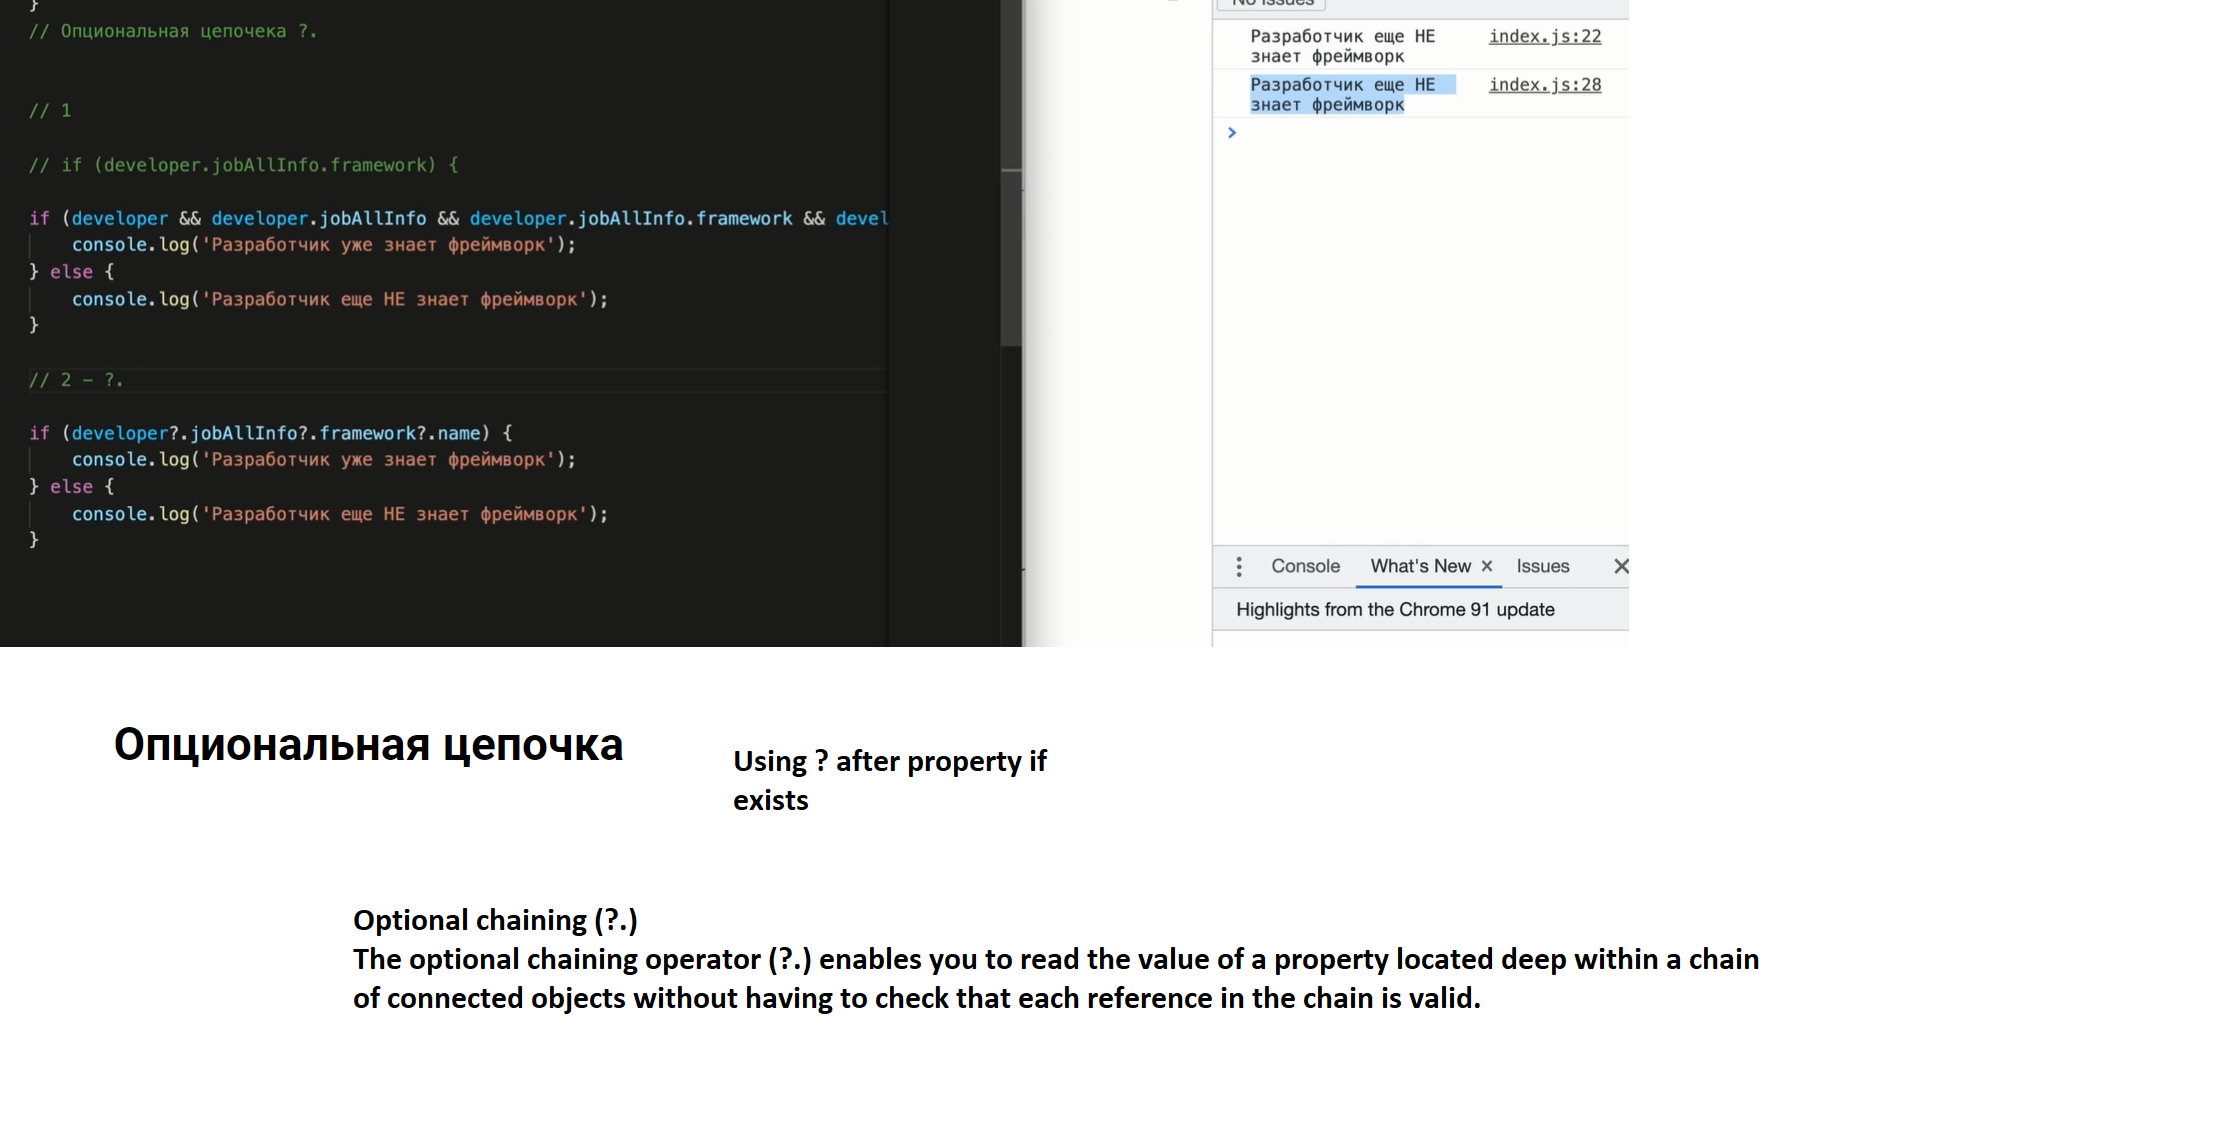 }
// Опциональная цепочека ?.
// 1
// if (developer.jobAllInfo.framework) {
if (developer && developer.jobAllInfo && developer.jobAllInfo.framework && devel
console.log('Разработчик уже знает фреймворк');
} else {
console.log('Разработчик еще НЕ знает фреймворк');
}
// 2 – ?.
if (developer?.jobAllInfo?.framework?.name) {
console.log('Разработчик уже знает фреймворк');
} else {
console.log('Разработчик еще НЕ знает фреймворк');
}
No Issues
Разработчик еще НЕ index.js:22
знает фреймворк
Разработчик еще НЕ index.js:28
знает фреймворк
>
Console What's New × Issues ×
Highlights from the Chrome 91 update
Опциональная цепочка
Using ? after property if
exists
Optional chaining (?.)
The optional chaining operator (?.) enables you to read the value of a property located deep within a chain
of connected objects without having to check that each reference in the chain is valid.